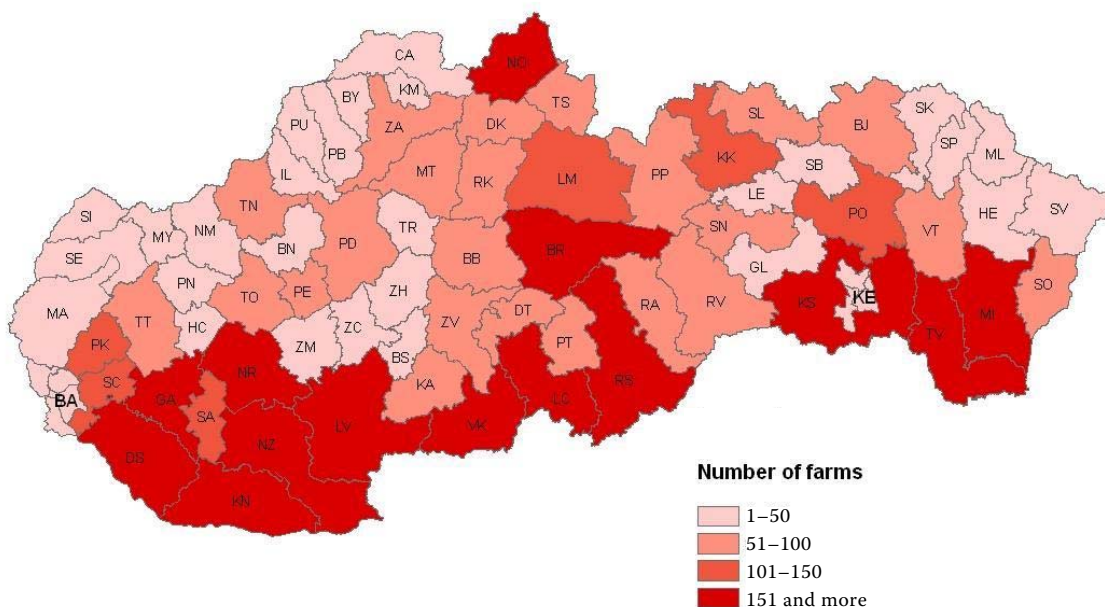 CA
NO
KM
BY
TS
PU
ZA
DK
SL
SK
BJ
PB
SP
ML
IL
MT
RK
LM
PP
KK
SB
TN
LE
SI
TR
PO
HE
SV
MY
NM
BN
PD
SN
VT
SE
BB
BR
GL
PN
TO
PE
ZH
RA
RV
KS
KE
SO
MA
TT
HC
ZM
ZC
ZV
DT
MI
PK
BS
PT
TV
NR
KA
RS
SC
BA
GA
SA
LV
VK
LC
NZ
DS
KN
Number of farms
1–50
51–100
101–150
151 and more